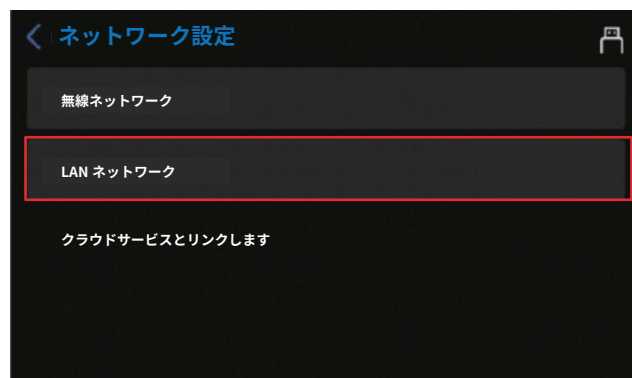 ネットワーク設定
無線ネットワーク
LAN ネットワーク
クラウドサービスとリンクします